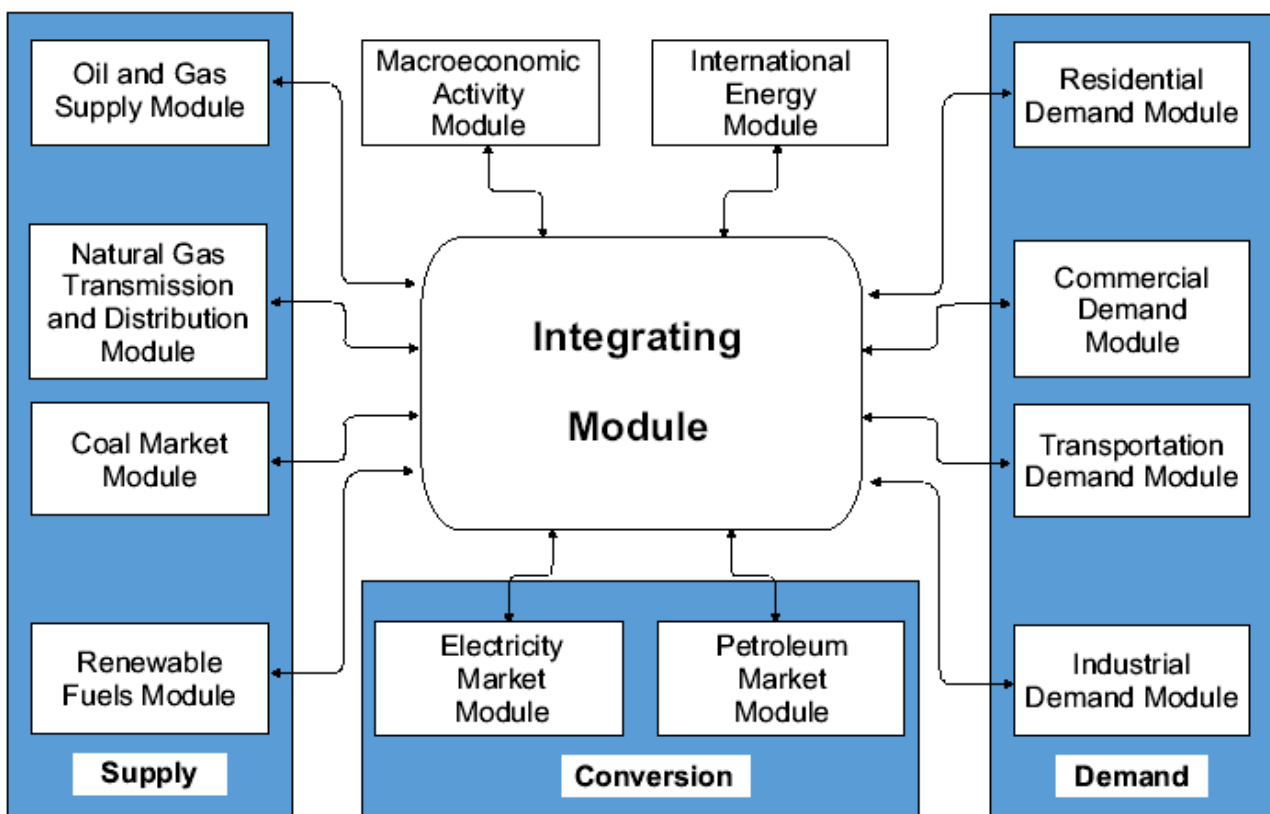 Oil and Gas
Supply Module
Natural Gas
Transmission
and Distribution
Module
Coal Market
Module
Renewable
Fuels Module
Supply
Macroeconomic
Activity
Module
International
Energy
Module
Integrating
Module
Electricity
Market
Module
Petroleum
Market
Module
Conversion
Residential
Demand Module
Commercial
Demand
Module
Transportation
Demand Module
Industrial
Demand Module
Demand